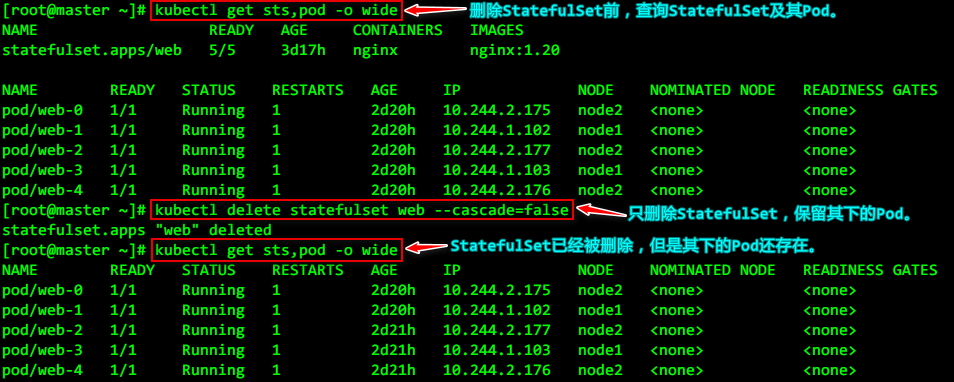 [root@master ~]# kubectl get sts,pod -o wide 删除StatefulSet前，查询StatefulSet及其Pod。
NAME READY AGE CONTAINERS IMAGES
statefulset.apps/web 5/5 3d17h nginx nginx:1.20
NAME READY STATUS RESTARTS AGE IP NODE NOMINATED NODE READINESS GATES
pod/web-0 1/1 Running 1 2d20h 10.244.2.175 node2 <none> <none>
pod/web-1 1/1 Running 1 2d20h 10.244.1.102 node1 <none> <none>
pod/web-2 1/1 Running 1 2d20h 10.244.2.177 node2 <none> <none>
pod/web-3 1/1 Running 1 2d20h 10.244.1.103 node1 <none> <none>
pod/web-4 1/1 Running 1 2d20h 10.244.2.176 node2 <none> <none>
[root@master ~]# kubectl delete statefulset web --cascade=false 只删除StatefulSet，保留其下的Pod。
statefulset.apps "web" deleted
[root@master ~]# kubectl get sts,pod -o wide StatefulSet已经被删除，但是其下的Pod还存在。
NAME READY STATUS RESTARTS AGE IP NODE NOMINATED NODE READINESS GATES
pod/web-0 1/1 Running 1 2d20h 10.244.2.175 node2 <none> <none>
pod/web-1 1/1 Running 1 2d20h 10.244.1.102 node1 <none> <none>
pod/web-2 1/1 Running 1 2d21h 10.244.2.177 node2 <none> <none>
pod/web-3 1/1 Running 1 2d21h 10.244.1.103 node1 <none> <none>
pod/web-4 1/1 Running 1 2d21h 10.244.2.176 node2 <none> <none>